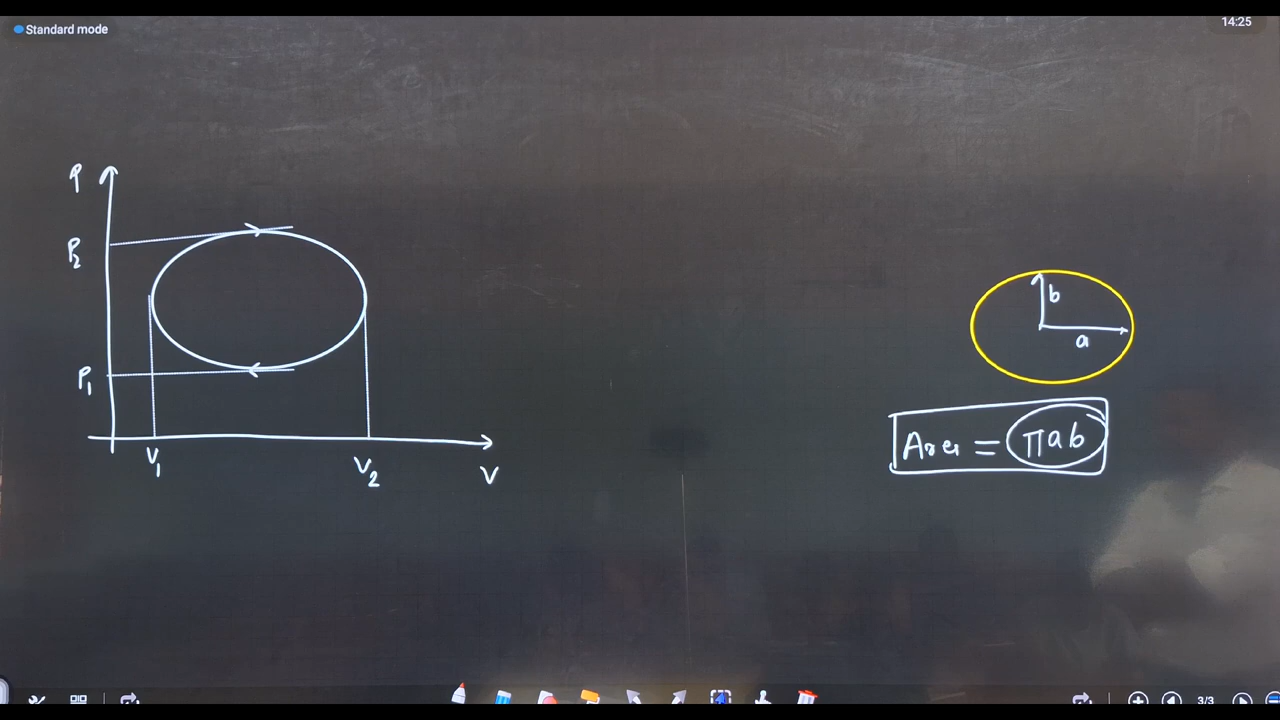 Standard mode
14:25
P
P2
P1
V1
V2
V
b
a
Area = πab
3/3